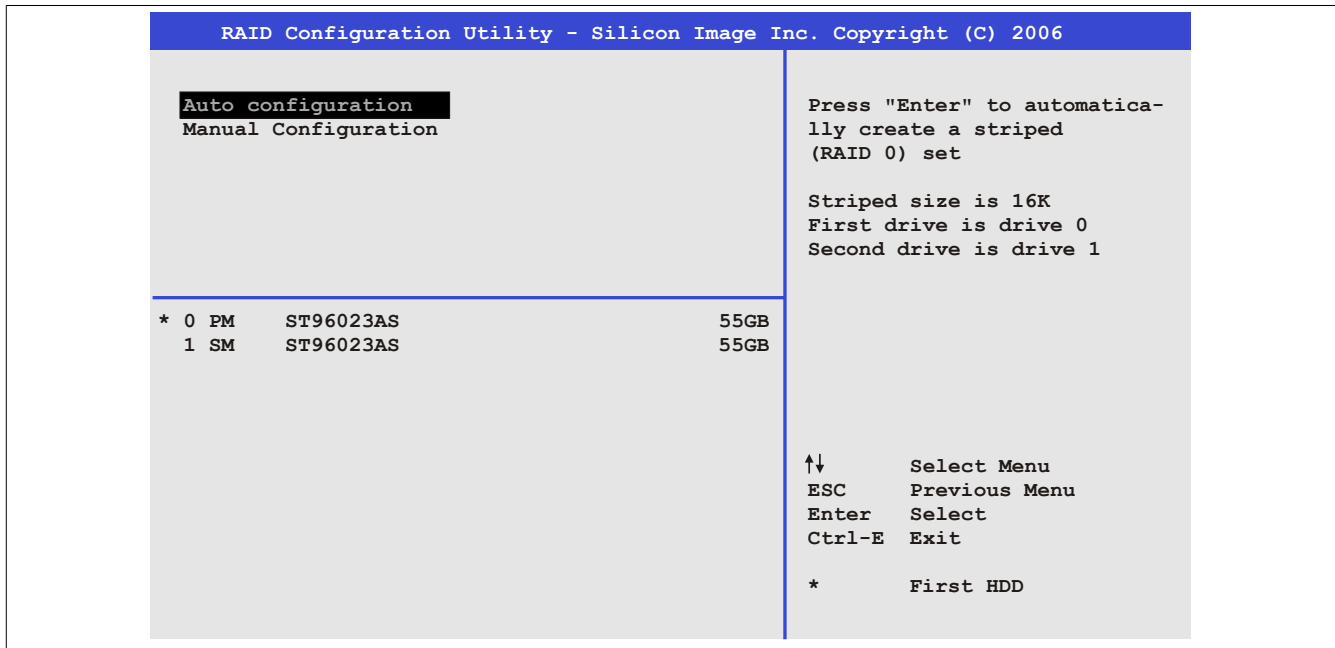 RAID Configuration Utility - Silicon Image Inc. Copyright (C) 2006
Auto configuration
Manual Configuration
Press "Enter" to automatica-
lly create a striped
(RAID 0) set
Striped size is 16K
First drive is drive 0
Second drive is drive 1
* 0 PM ST96023AS 55GB
1 SM ST96023AS 55GB
↑↓ Select Menu
ESC Previous Menu
Enter Select
Ctrl-E Exit
* First HDD